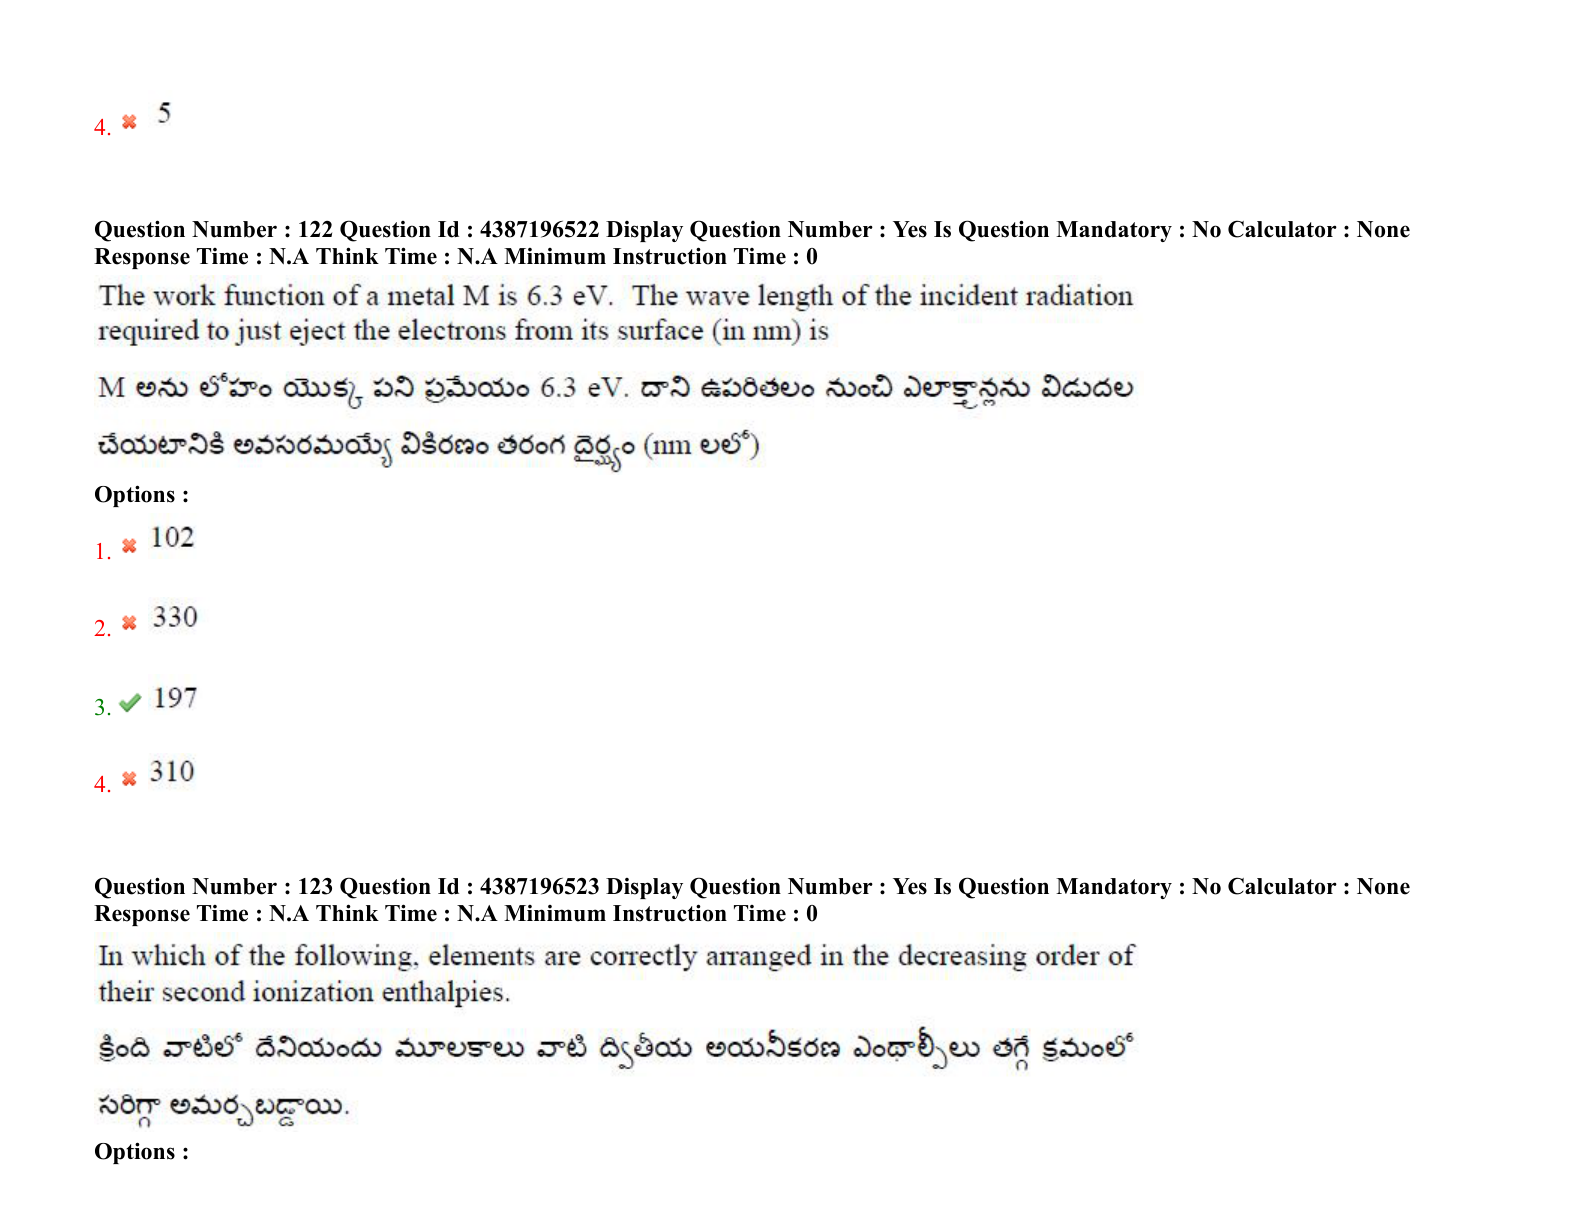 4. 5
Question Number : 122 Question Id : 4387196522 Display Question Number : Yes Is Question Mandatory : No Calculator : None
Response Time : N.A Think Time : N.A Minimum Instruction Time : 0
The work function of a metal M is 6.3 eV. The wave length of the incident radiation
required to just eject the electrons from its surface (in nm) is
M అను లోహం యొక్క పని ప్రమేయం 6.3 eV. దాని ఉపరితలం నుంచి ఎలాక్ట్రాన్లను విడుదల
చేయటానికి అవసరమయ్యే వికిరణం తరంగ దైర్ఘ్యం (nm లలో)
Options :
1. 102
2. 330
3. 197
4. 310
Question Number : 123 Question Id : 4387196523 Display Question Number : Yes Is Question Mandatory : No Calculator : None
Response Time : N.A Think Time : N.A Minimum Instruction Time : 0
In which of the following, elements are correctly arranged in the decreasing order of
their second ionization enthalpies.
క్రింది వాటిలో దేనియందు మూలకాలు వాటి ద్వితీయ అయనీకరణ ఎంథాల్పీలు తగ్గే క్రమంలో
సరిగ్గా అమర్చబడ్డాయి.
Options :